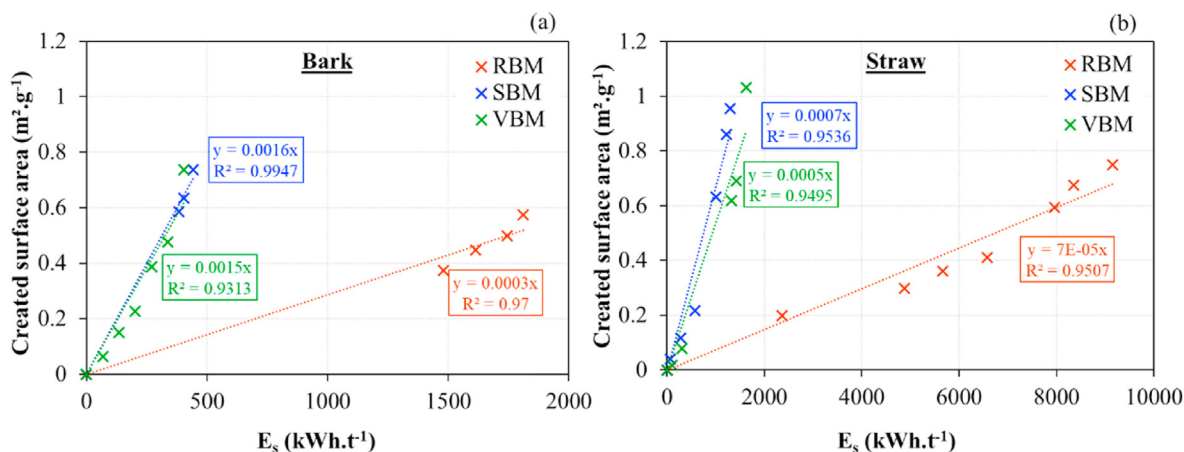 (a)
Bark
RBM
SBM
VBM
y = 0.0016x
R² = 0.9947
y = 0.0015x
R² = 0.9313
y = 0.0003x
R² = 0.97
1.2
1
0.8
0.6
0.4
0.2
0
0 500 1000 1500 2000
Created surface area (m².g⁻¹)
Eₛ (kWh.t⁻¹)
(b)
Straw
RBM
SBM
VBM
y = 0.0007x
R² = 0.9536
y = 0.0005x
R² = 0.9495
y = 7E-05x
R² = 0.9507
1.2
1
0.8
0.6
0.4
0.2
0
0 2000 4000 6000 8000 10000
Created surface area (m².g⁻¹)
Eₛ (kWh.t⁻¹)